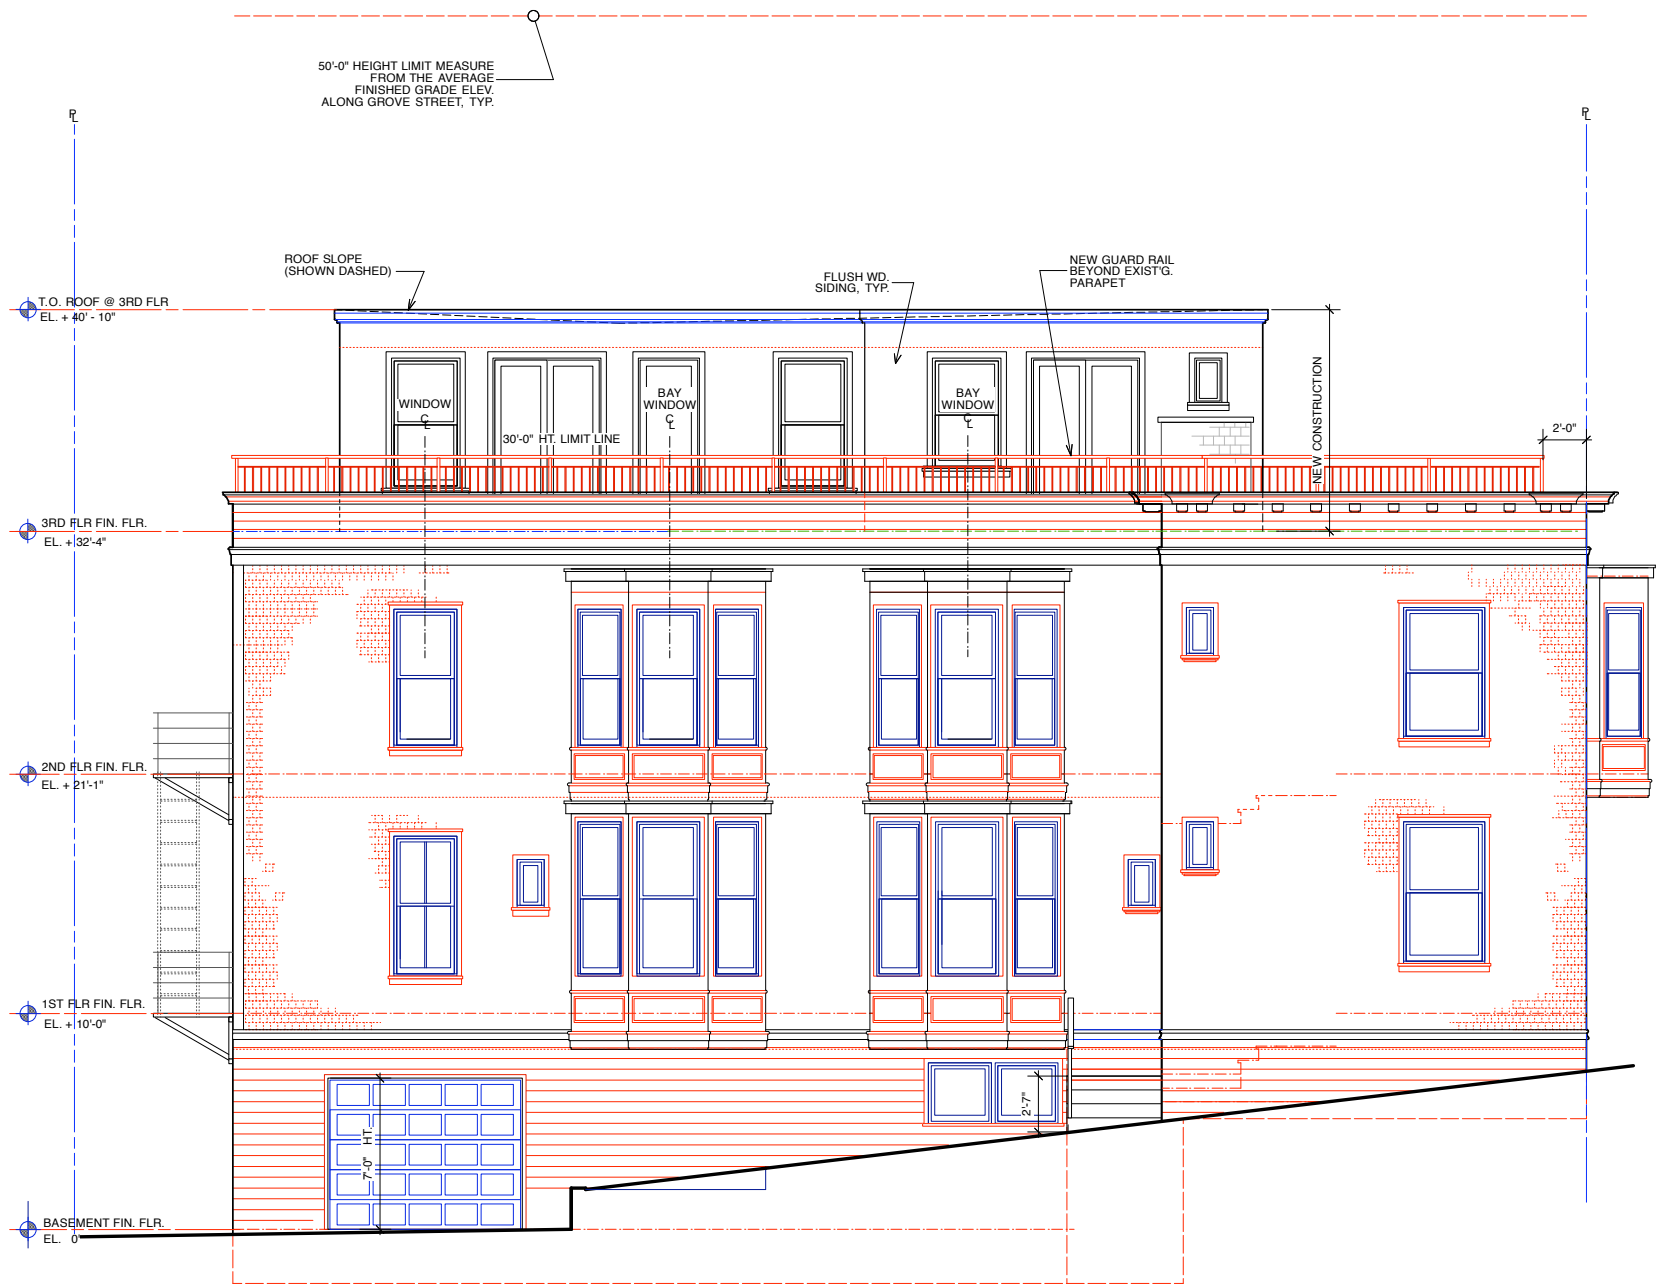 50'-0" HEIGHT LIMIT MEASURE
FROM THE AVERAGE
FINISHED GRADE ELEV.
ALONG GROVE STREET, TYP.
PL
PL
ROOF SLOPE
(SHOWN DASHED)
FLUSH WD.
SIDING, TYP.
NEW GUARD RAIL
BEYOND EXIST'G.
PARAPET
T.O. ROOF @ 3RD FLR
EL. + 40' - 10"
WINDOW
CL
BAY
WINDOW
CL
BAY
WINDOW
CL
30'-0" HT. LIMIT LINE
NEW CONSTRUCTION
2'-0"
3RD FLR FIN. FLR.
EL. + 32'-4"
2ND FLR FIN. FLR.
EL. + 21'-1"
1ST FLR FIN. FLR.
EL. + 10'-0"
7'-0" HT.
2'-7"
BASEMENT FIN. FLR.
EL. 0'